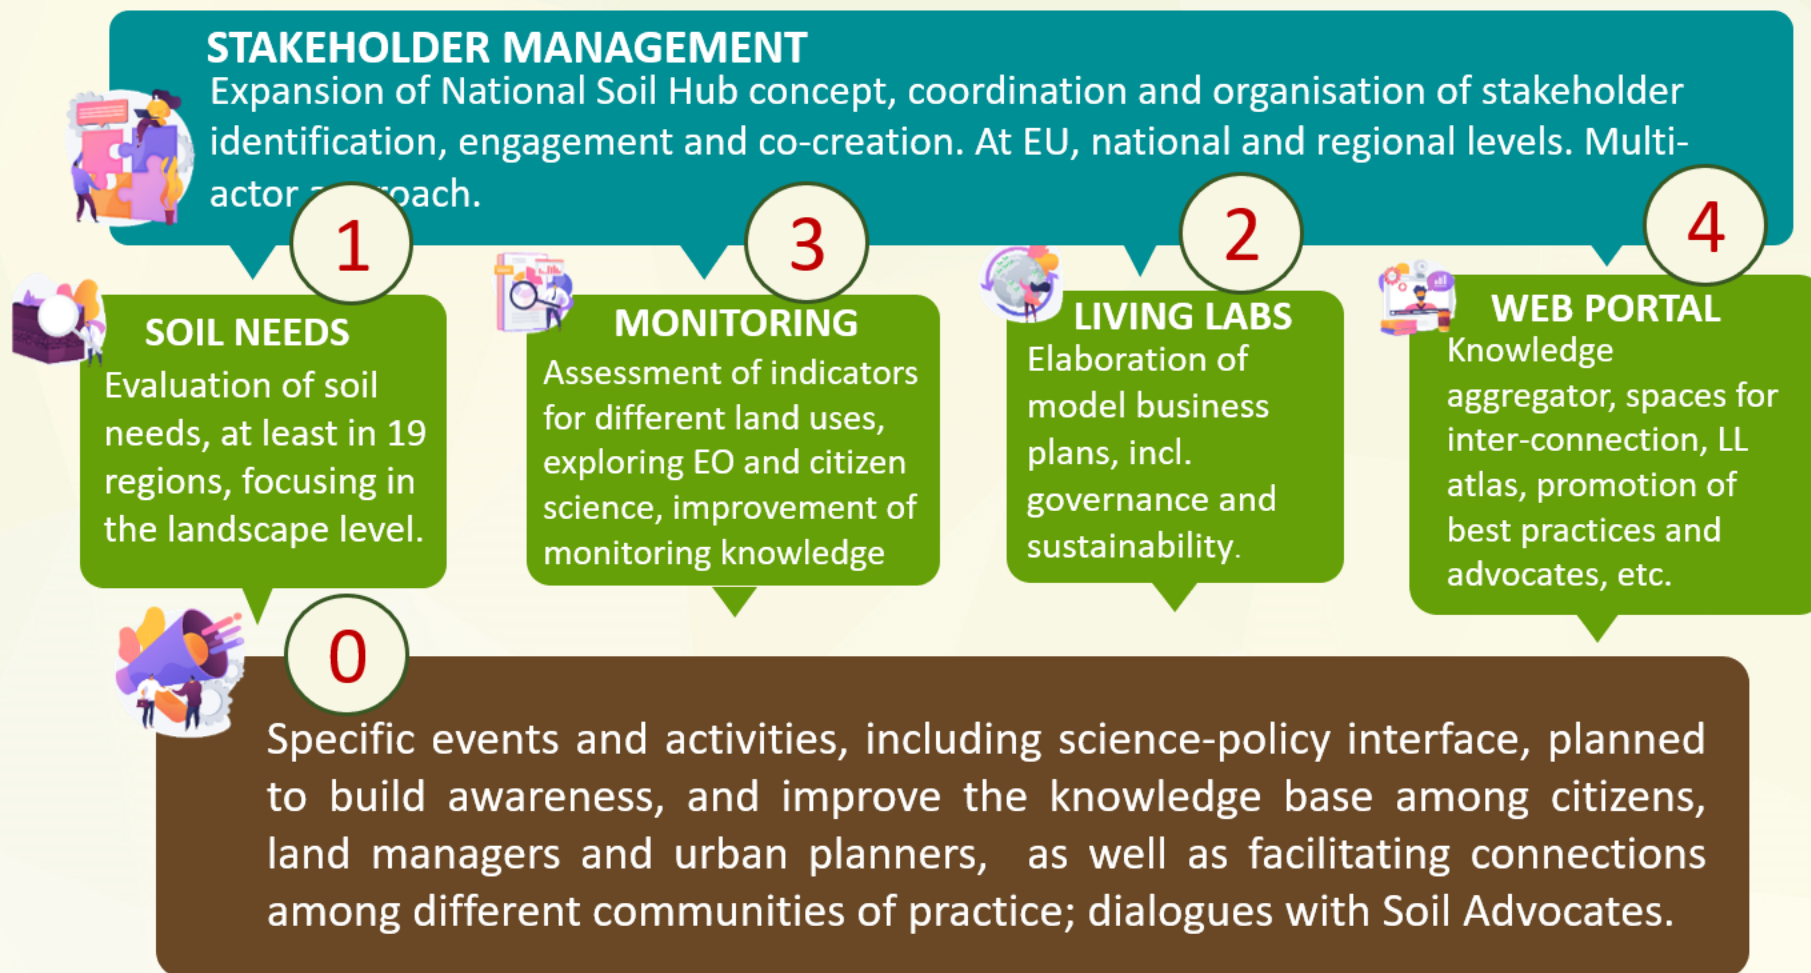 STAKEHOLDER MANAGEMENT
Expansion of National Soil Hub concept, coordination and organisation of stakeholder
identification, engagement and co-creation. At EU, national and regional levels. Multi-
actor roach.
1
SOIL NEEDS
Evaluation of soil
needs, at least in 19
regions, focusing in
the landscape level.
3
MONITORING
Assessment of indicators
for different land uses,
exploring EO and citizen
science, improvement of
monitoring knowledge
2
LIVING LABS
Elaboration of
model business
plans, incl.
governance and
sustainability.
4
WEB PORTAL
Knowledge
aggregator, spaces for
inter-connection, LL
atlas, promotion of
best practices and
advocates, etc.
0
Specific events and activities, including science-policy interface, planned
to build awareness, and improve the knowledge base among citizens,
land managers and urban planners, as well as facilitating connections
among different communities of practice; dialogues with Soil Advocates.